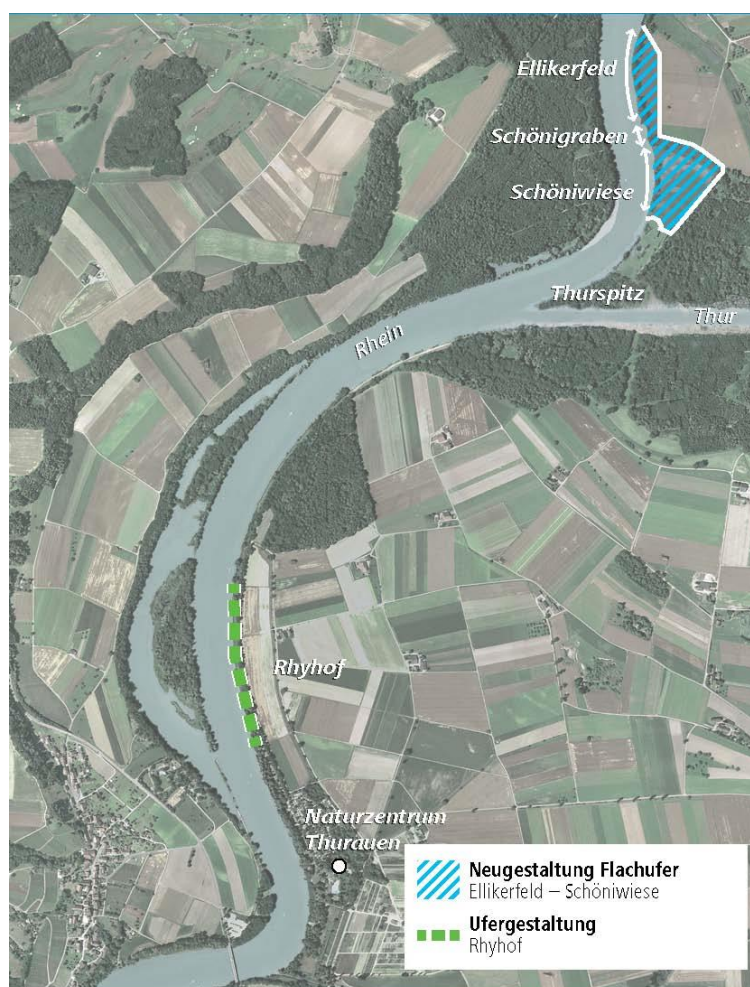 Ellikerfeld
Schönigraben
Schöniwiese
Thurspitz
Thur
Rhein
Rhyhof
Naturzentrum
Thurauen
Neugestaltung Flachufer
Ellikerfeld – Schöniwiese
Ufergestaltung
Rhyhof